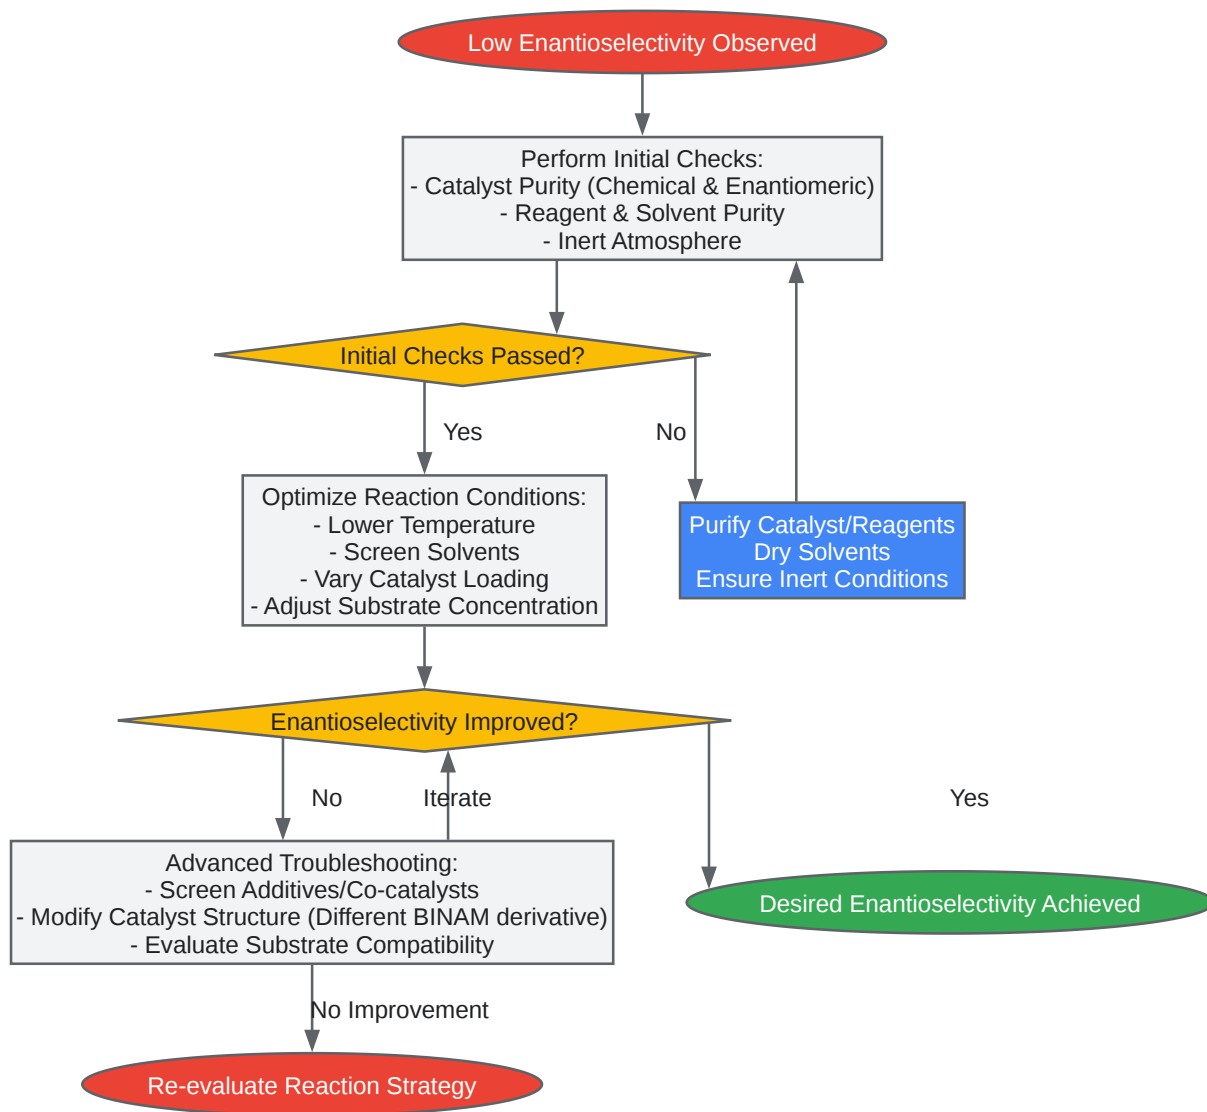 Low Enantioselectivity Observed
Perform Initial Checks:
- Catalyst Purity (Chemical & Enantiomeric)
- Reagent & Solvent Purity
- Inert Atmosphere
Initial Checks Passed?
Yes
No
Optimize Reaction Conditions:
- Lower Temperature
- Screen Solvents
- Vary Catalyst Loading
- Adjust Substrate Concentration
Purify Catalyst/Reagents
Dry Solvents
Ensure Inert Conditions
Enantioselectivity Improved?
No
Iterate
Yes
Advanced Troubleshooting:
- Screen Additives/Co-catalysts
- Modify Catalyst Structure (Different BINAM derivative)
- Evaluate Substrate Compatibility
Desired Enantioselectivity Achieved
No Improvement
Re-evaluate Reaction Strategy